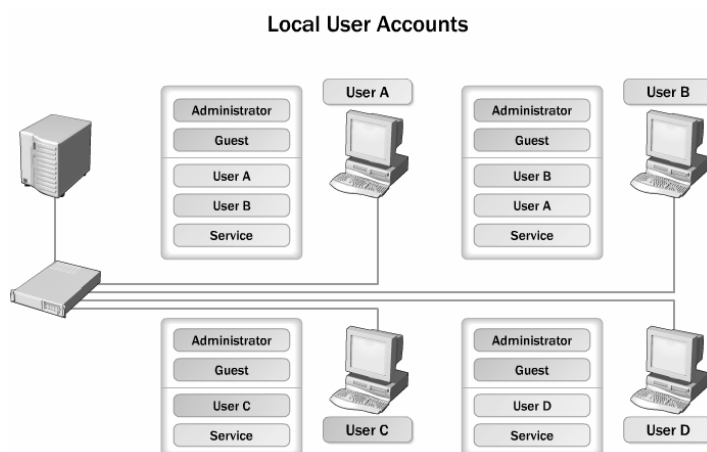 Local User Accounts
User A
User B
Administrator
Guest
User A
User B
Service
Administrator
Guest
User B
User A
Service
Administrator
Guest
User C
Service
User C
Administrator
Guest
User D
Service
User D